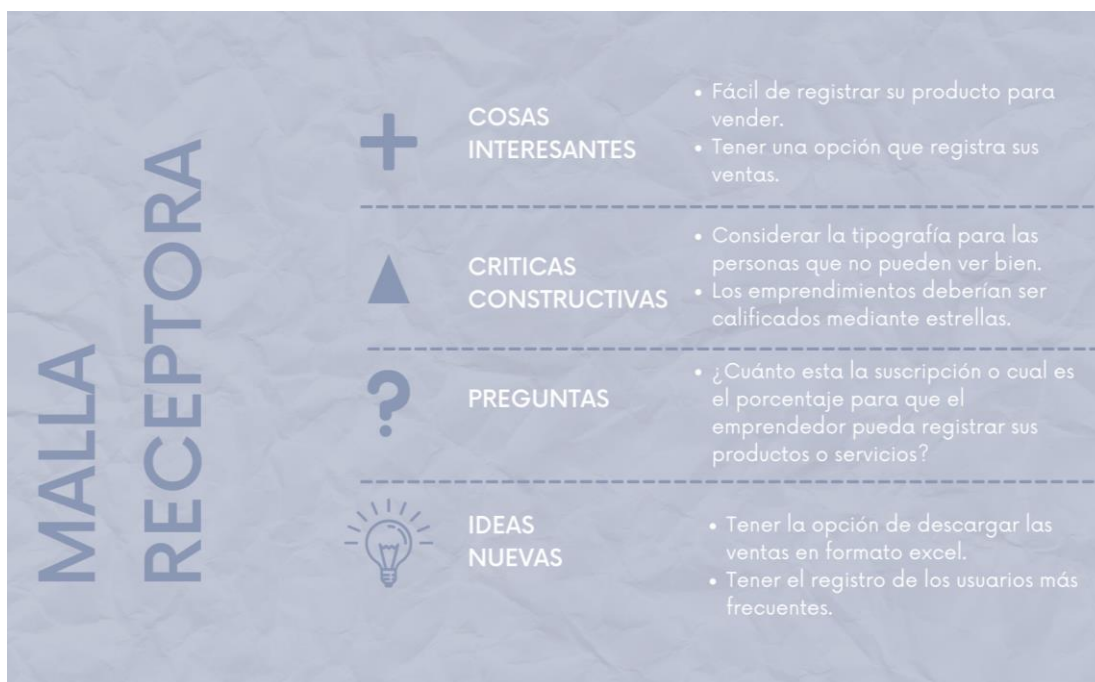 MALLA
RECEPTORA
COSAS
INTERESANTES
• Fácil de registrar su producto para
vender.
• Tener una opción que registra sus
ventas.
CRITICAS
CONSTRUCTIVAS
• Considerar la tipografía para las
personas que no pueden ver bien.
• Los emprendimientos deberían ser
calificados mediante estrellas.
PREGUNTAS
• ¿Cuánto esta la suscripción o cual es
el porcentaje para que el
emprendedor pueda registrar sus
productos o servicios?
IDEAS
NUEVAS
• Tener la opción de descargar las
ventas en formato excel.
• Tener el registro de los usuarios más
frecuentes.